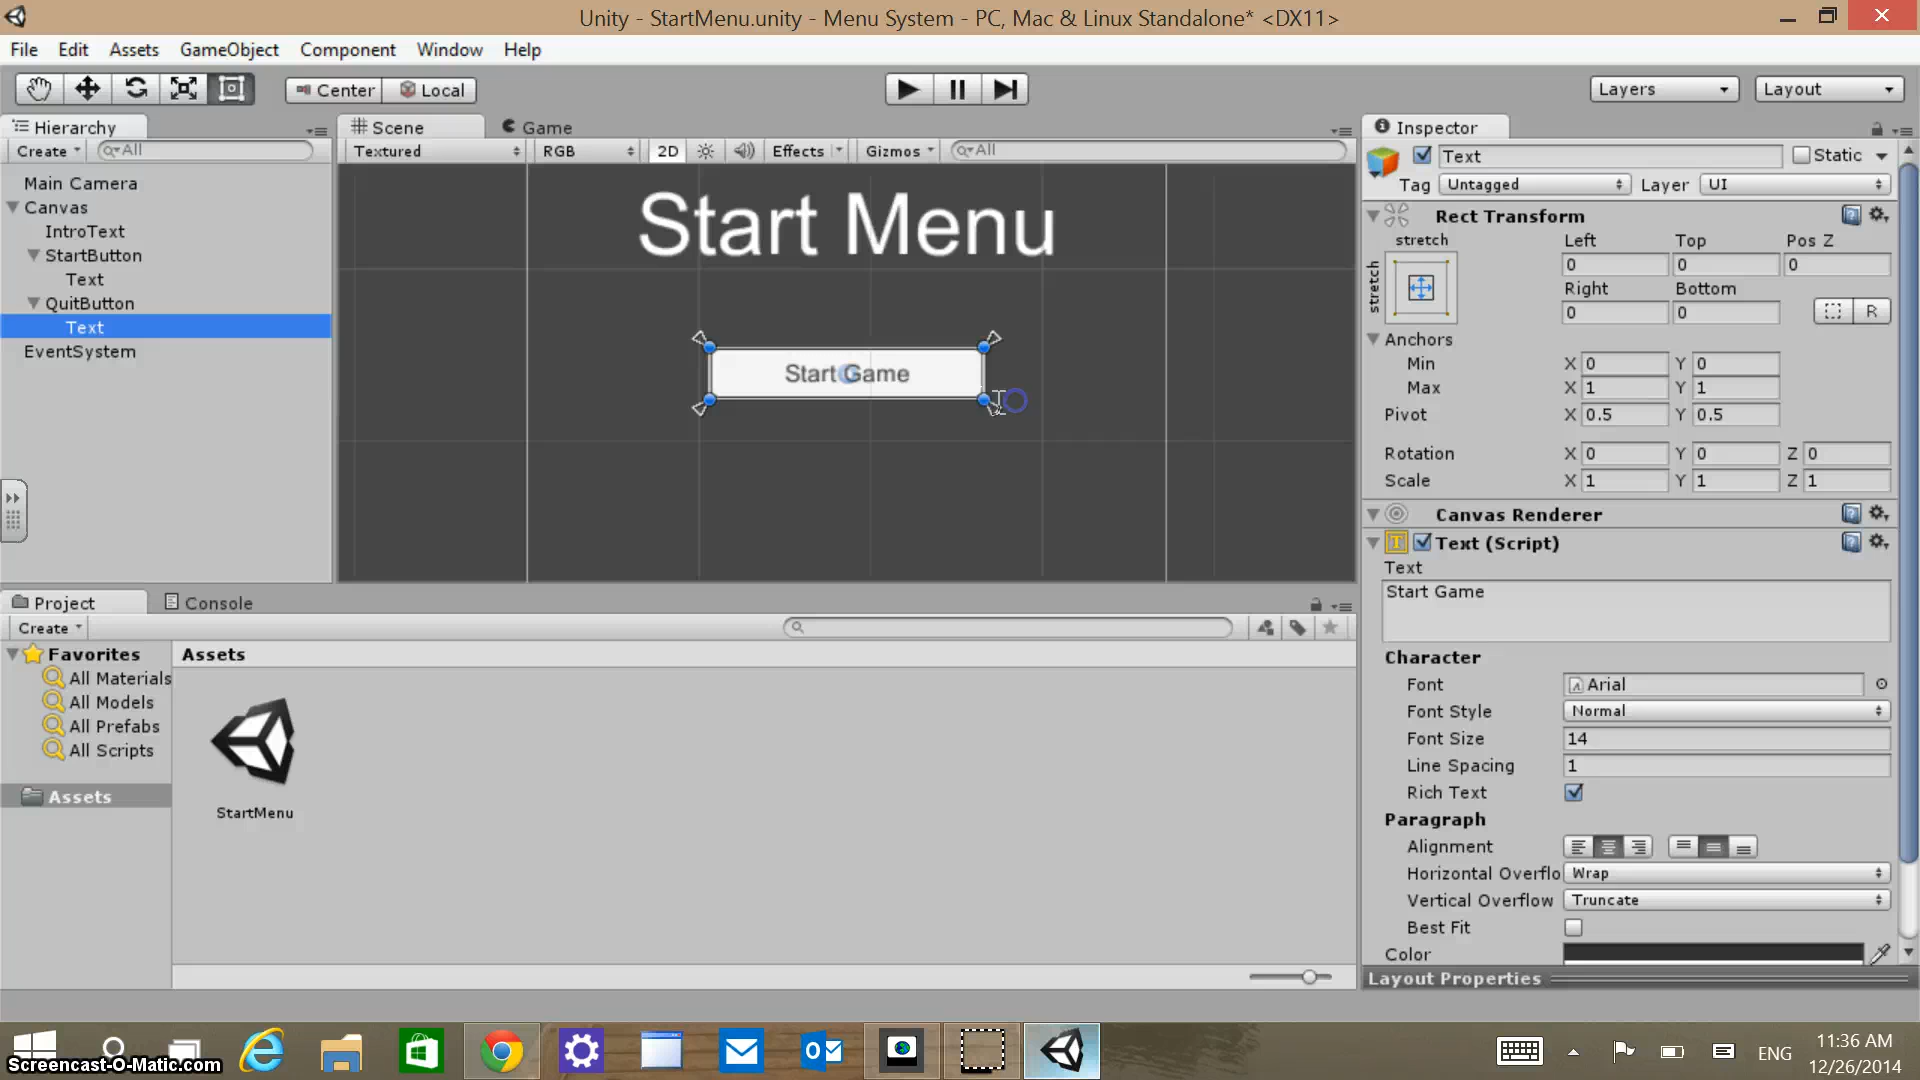 Unity - StartMenu.unity - Menu System - PC, Mac & Linux Standalone* <DX11>
File Edit Assets GameObject Component Window Help
Center Local Layers Layout
Hierarchy
Create All
Main Camera
Canvas
IntroText
StartButton
Text
QuitButton
Text
EventSystem
Scene Game
Textured RGB 2D Effects Gizmos All
Start Menu
Start Game
Inspector
Text Static
Tag Untagged Layer UI
Rect Transform
stretch Left Top Pos Z
stretch
0 0 0
Right Bottom
0 0 R
Anchors
Min X 0 Y 0
Max X 1 Y 1
Pivot X 0.5 Y 0.5
Rotation X 0 Y 0 Z 0
Scale X 1 Y 1 Z 1
Canvas Renderer
Text (Script)
Text
Start Game
Character
Font Arial
Font Style Normal
Font Size 14
Line Spacing 1
Rich Text
Paragraph
Alignment
Horizontal Overflo Wrap
Vertical Overflow Truncate
Best Fit
Color
Layout Properties
Project Console
Create
Favorites
All Materials
All Models
All Prefabs
All Scripts
Assets
Assets
StartMenu
Screencast-O-Matic.com
ENG
11:36 AM
12/26/2014